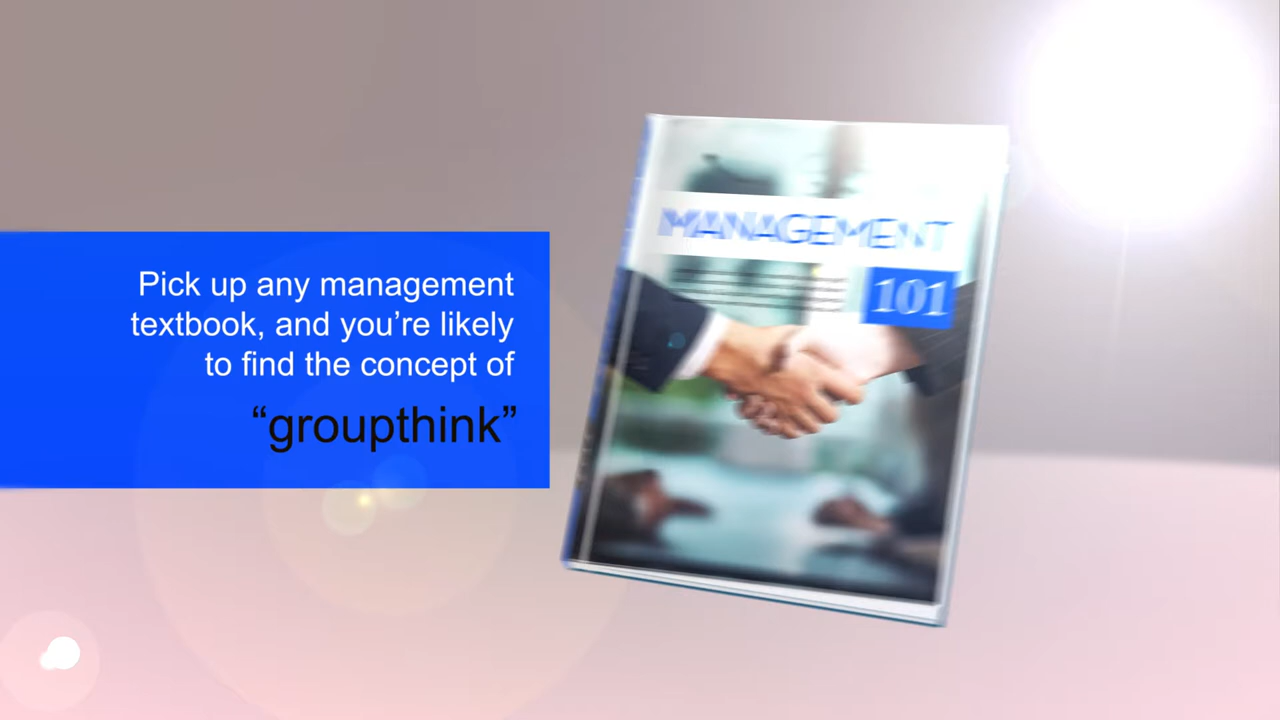 Pick up any management
textbook, and you’re likely
to find the concept of
“groupthink”
MANAGEMENT
101